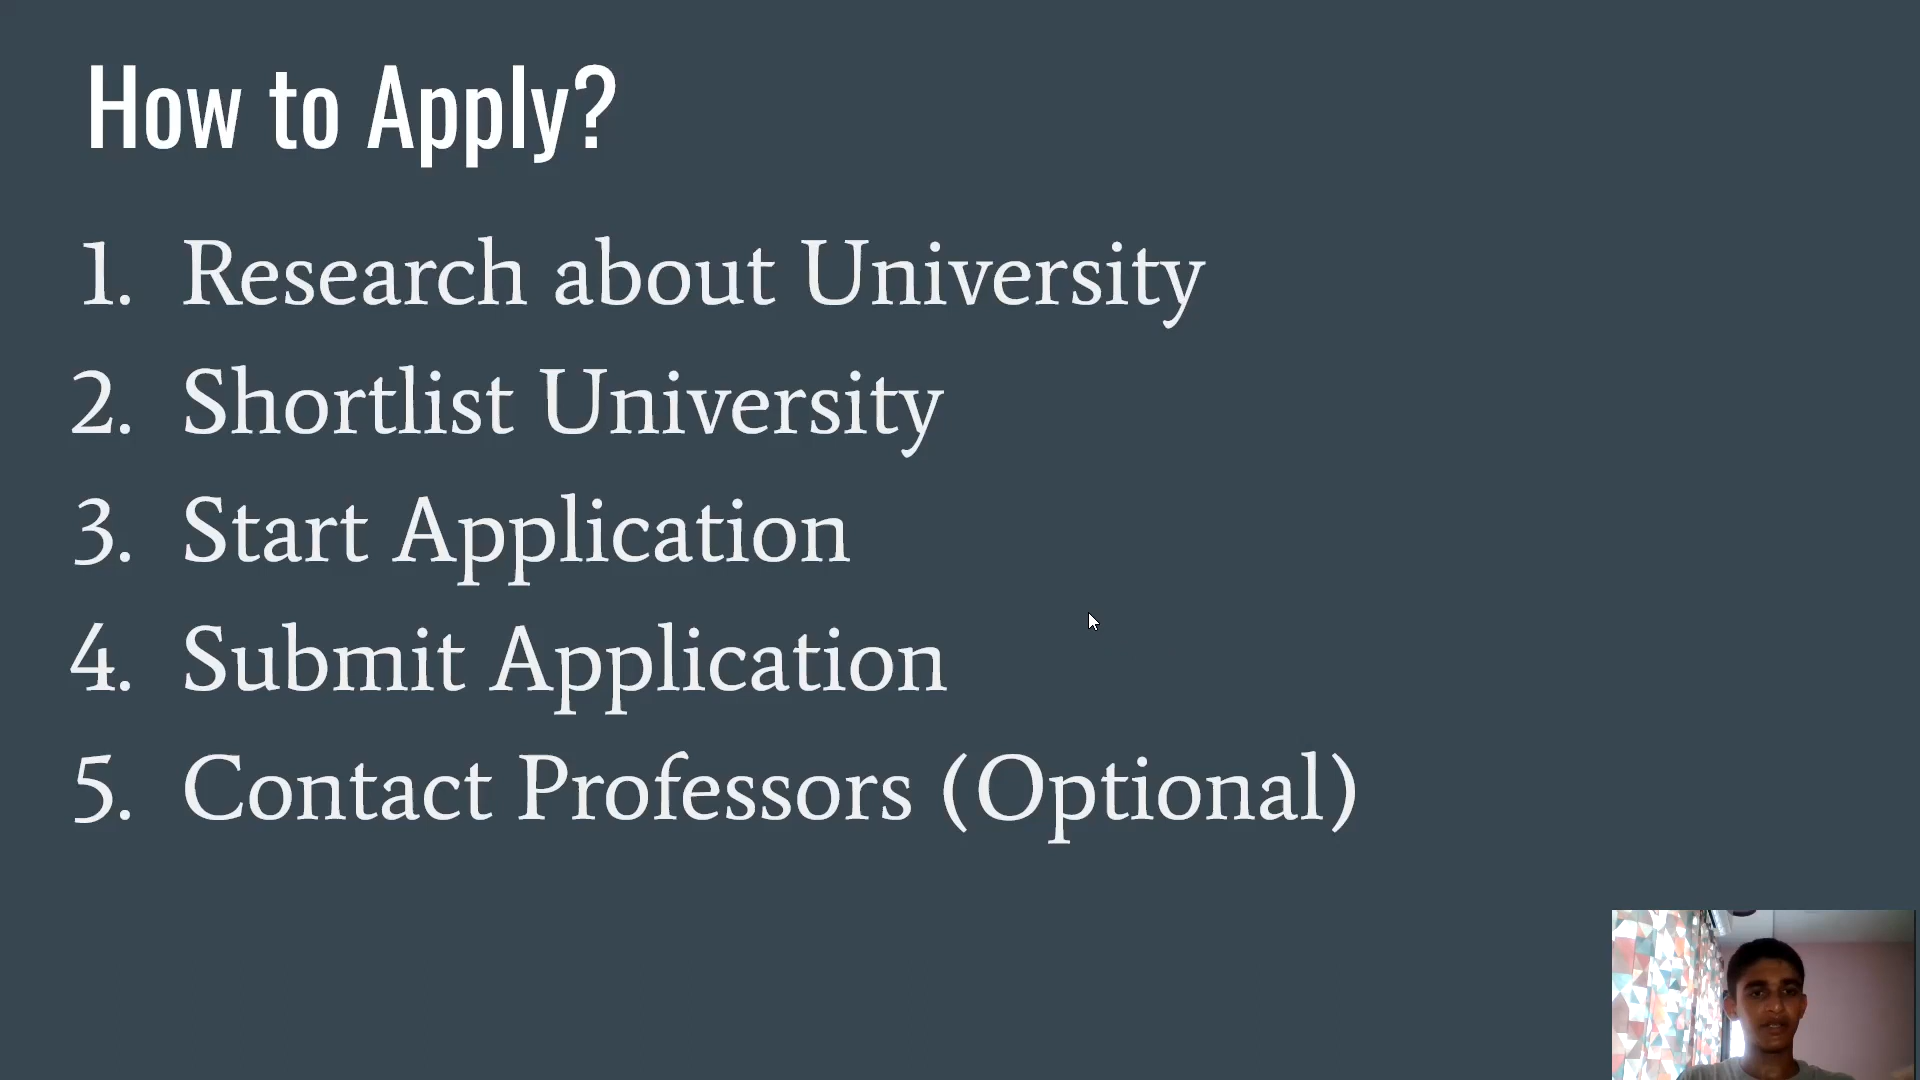 How to Apply?
1. Research about University
2. Shortlist University
3. Start Application
4. Submit Application
5. Contact Professors (Optional)